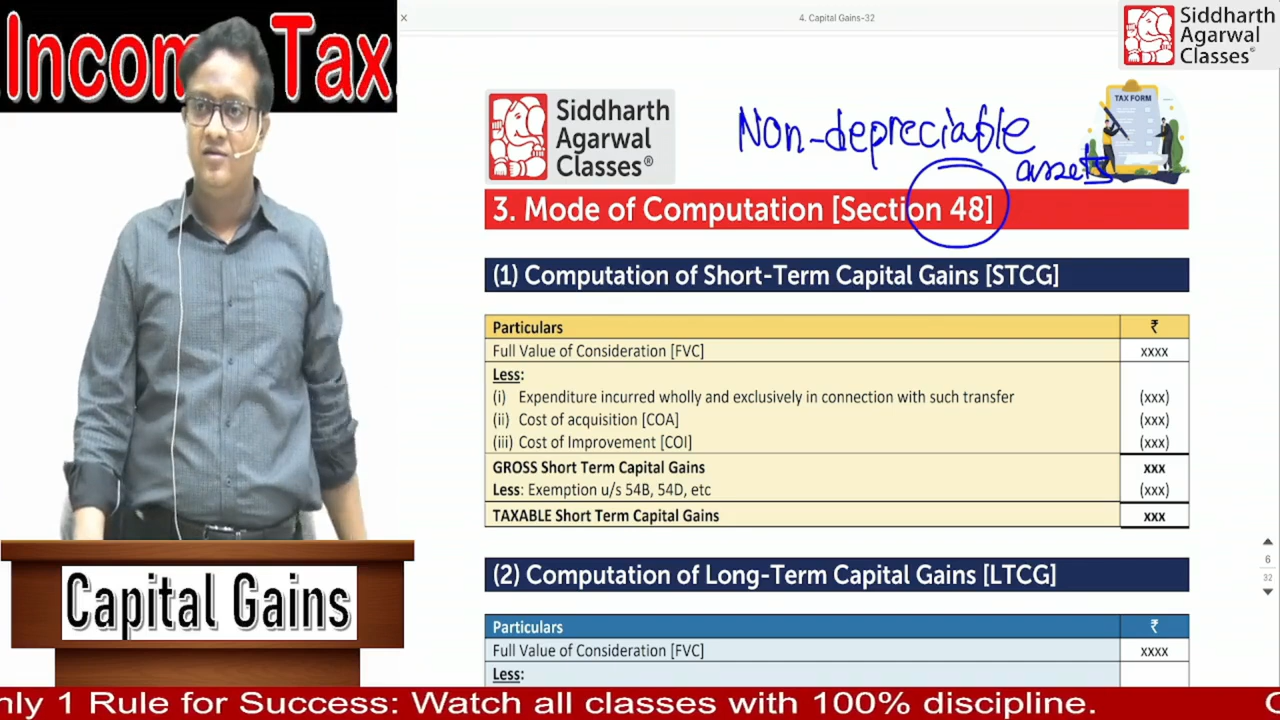 Income Tax
4. Capital Gains-32
Siddharth
Agarwal
Classes®
Siddharth
Agarwal
Classes®
Non-depreciable
assets
TAX FORM
3. Mode of Computation [Section 48]
(1) Computation of Short-Term Capital Gains [STCG]
Particulars ₹
Full Value of Consideration [FVC] xxxx
Less:
(i) Expenditure incurred wholly and exclusively in connection with such transfer (xxx)
(ii) Cost of acquisition [COA] (xxx)
(iii) Cost of Improvement [COI] (xxx)
GROSS Short Term Capital Gains xxx
Less: Exemption u/s 54B, 54D, etc (xxx)
TAXABLE Short Term Capital Gains xxx
6
32
(2) Computation of Long-Term Capital Gains [LTCG]
Particulars ₹
Full Value of Consideration [FVC] xxxx
Less:
Capital Gains
nly 1 Rule for Success: Watch all classes with 100% discipline. O